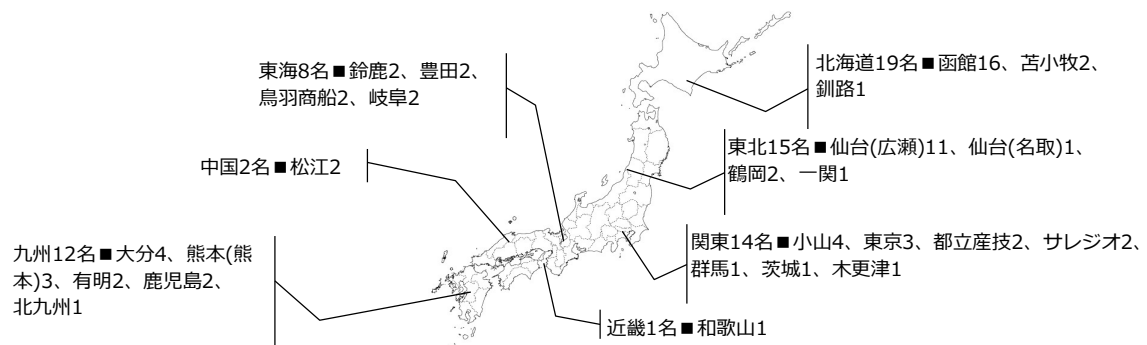 北海道19名■函館16、苫小牧2、
釧路1
東海8名■鈴鹿2、豊田2、
鳥羽商船2、岐阜2
東北15名■仙台(広瀬)11、仙台(名取)1、
鶴岡2、一関1
中国2名■松江2
関東14名■小山4、東京3、都立産技2、サレジオ2、
群馬1、茨城1、木更津1
九州12名■大分4、熊本(熊
本)3、有明2、鹿児島2、
北九州1
近畿1名■和歌山1